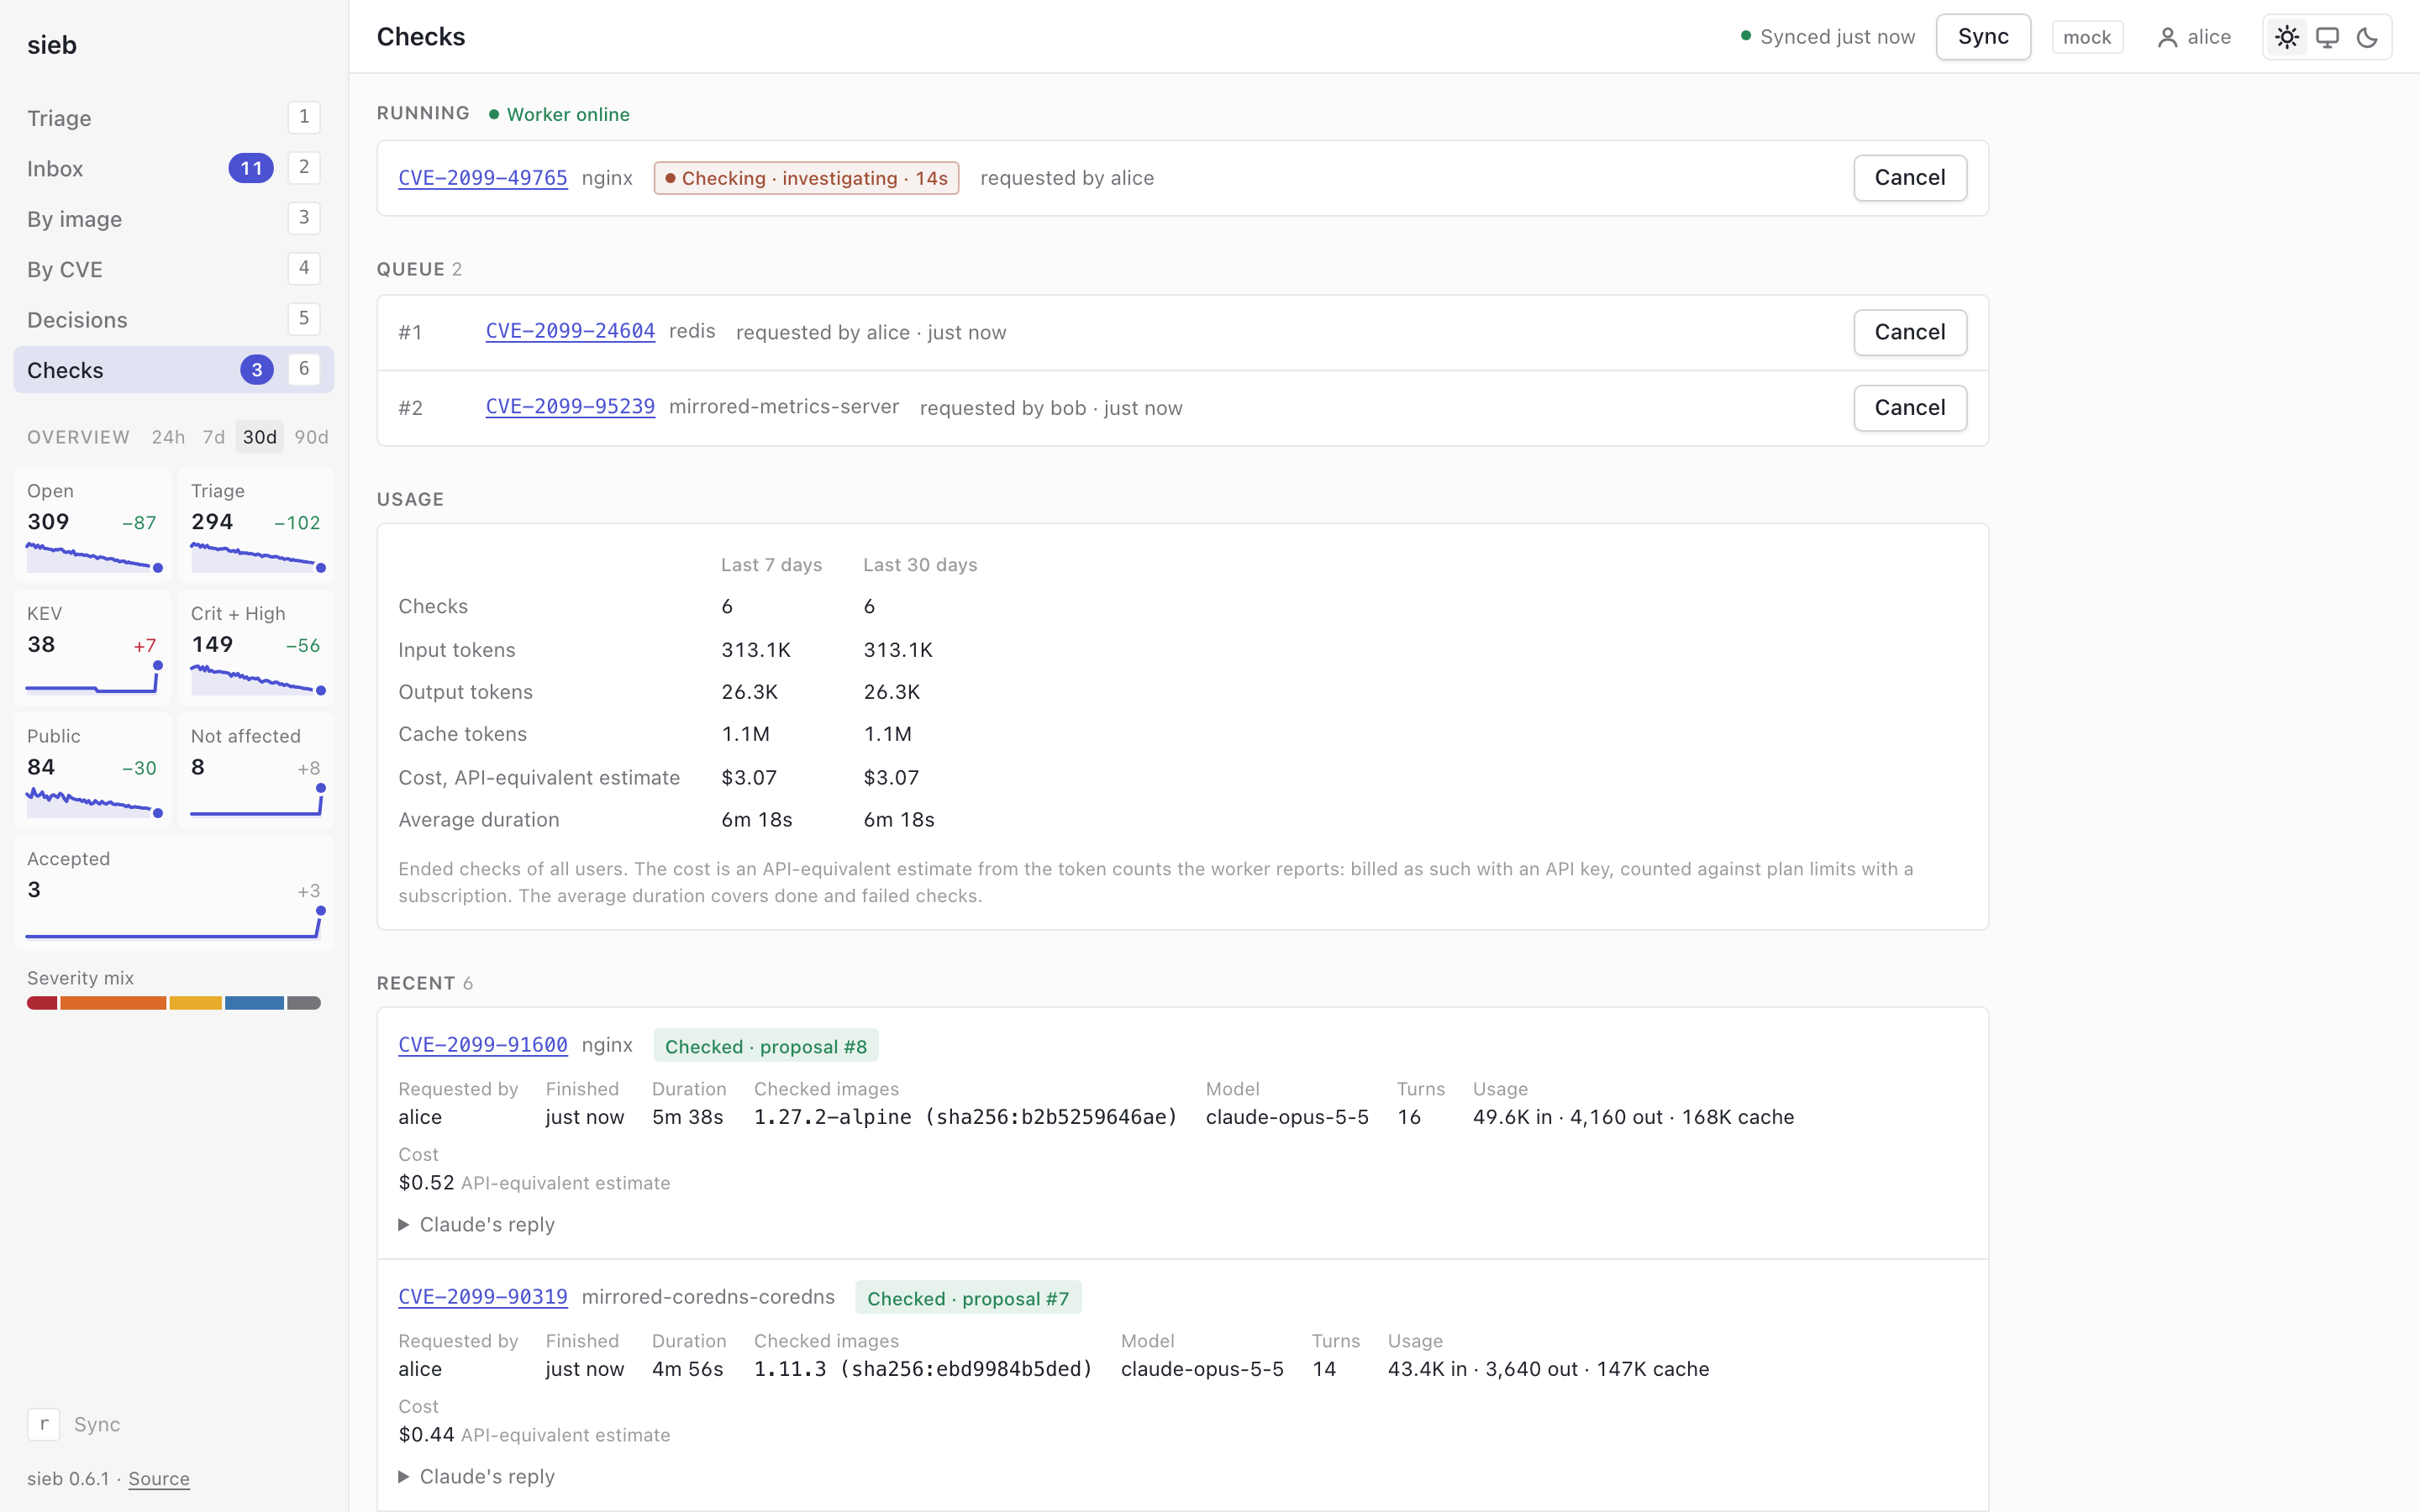 sieb
Triage 1
Inbox 11 2
By image 3
By CVE 4
Decisions 5
Checks 3 6
OVERVIEW 24h 7d 30d 90d
Open
309 −87
Triage
294 −102
KEV
38 +7
Crit + High
149 −56
Public
84 −30
Not affected
8 +8
Accepted
3 +3
Severity mix
r Sync
sieb 0.6.1 · Source
Checks
Synced just now Sync mock alice
RUNNING Worker online
CVE-2099-49765 nginx Checking · investigating · 14s requested by alice Cancel
QUEUE 2
#1 CVE-2099-24604 redis requested by alice · just now Cancel
#2 CVE-2099-95239 mirrored-metrics-server requested by bob · just now Cancel
USAGE
Last 7 days Last 30 days
Checks 6 6
Input tokens 313.1K 313.1K
Output tokens 26.3K 26.3K
Cache tokens 1.1M 1.1M
Cost, API-equivalent estimate $3.07 $3.07
Average duration 6m 18s 6m 18s
Ended checks of all users. The cost is an API-equivalent estimate from the token counts the worker reports: billed as such with an API key, counted against plan limits with a
subscription. The average duration covers done and failed checks.
RECENT 6
CVE-2099-91600 nginx Checked · proposal #8
Requested by Finished Duration Checked images Model Turns Usage
alice just now 5m 38s 1.27.2-alpine (sha256:b2b5259646ae) claude-opus-5-5 16 49.6K in · 4,160 out · 168K cache
Cost
$0.52 API-equivalent estimate
Claude's reply
CVE-2099-90319 mirrored-coredns-coredns Checked · proposal #7
Requested by Finished Duration Checked images Model Turns Usage
alice just now 4m 56s 1.11.3 (sha256:ebd9984b5ded) claude-opus-5-5 14 43.4K in · 3,640 out · 147K cache
Cost
$0.44 API-equivalent estimate
Claude's reply